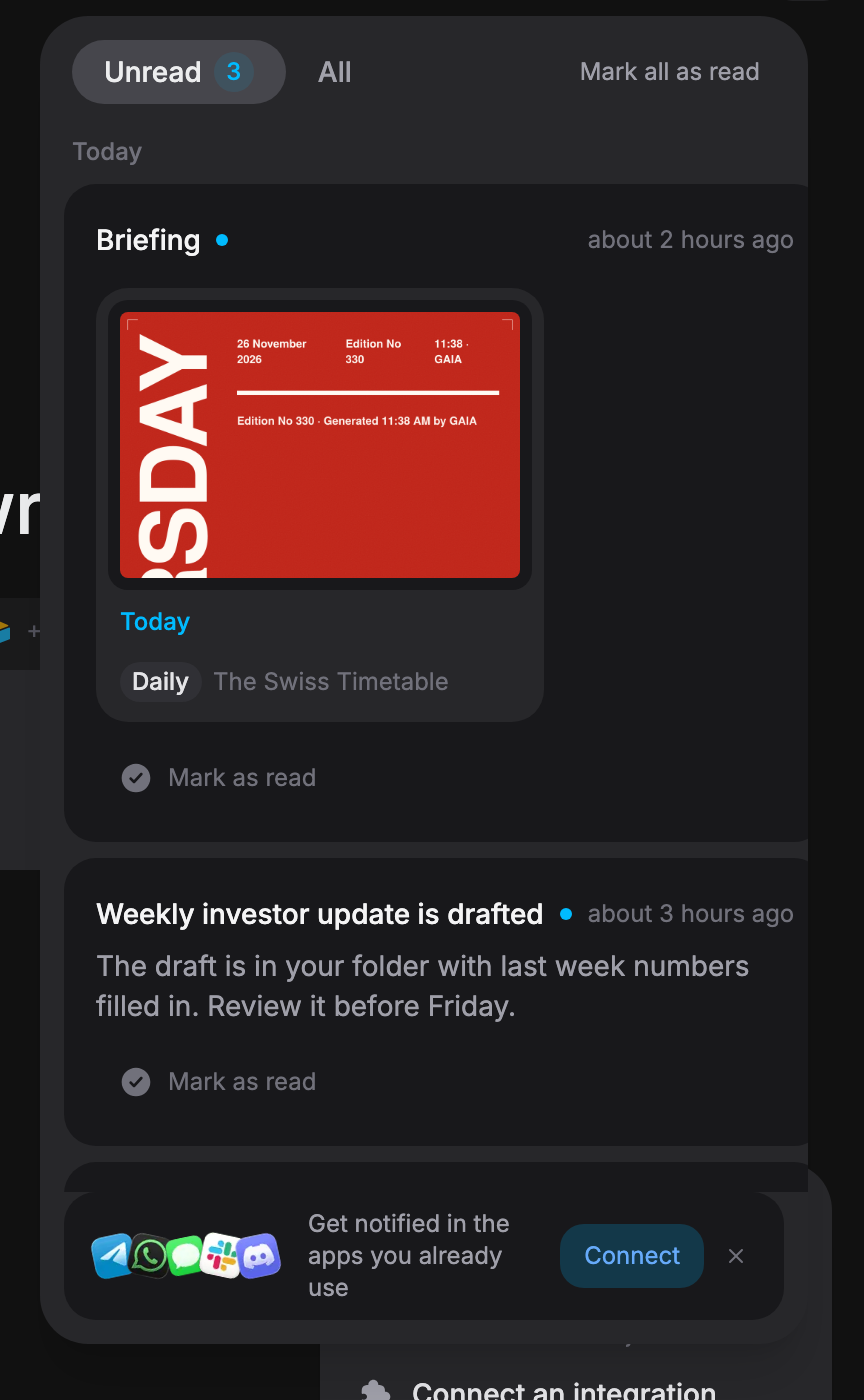 Unread 3 All Mark all as read
Today
Briefing about 2 hours ago
26 November 2026
Edition No 330
11:38 · GAIA
Edition No 330 · Generated 11:38 AM by GAIA
RSDAY
Today
Daily The Swiss Timetable
Mark as read
Weekly investor update is drafted about 3 hours ago
The draft is in your folder with last week numbers
filled in. Review it before Friday.
Mark as read
Get notified in the
apps you already
use
Connect
Connect an integration